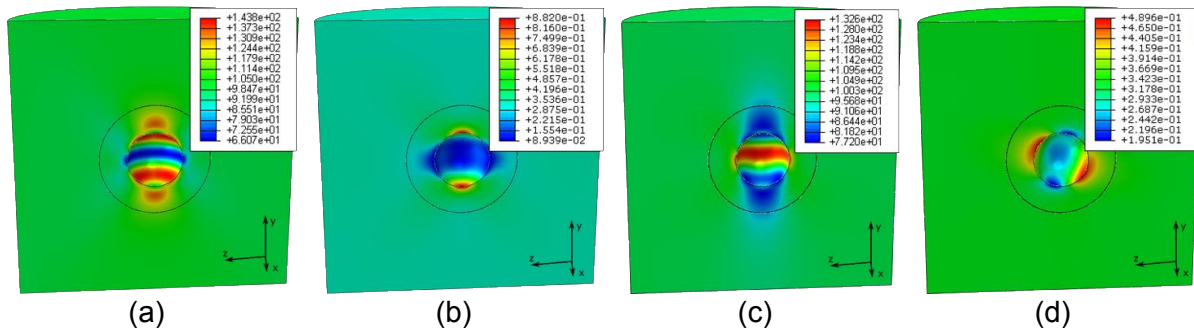 +1.438e+02
+1.373e+02
+1.309e+02
+1.244e+02
+1.179e+02
+1.114e+02
+1.050e+02
+9.847e+01
+9.199e+01
+8.551e+01
+7.903e+01
+7.255e+01
+6.607e+01
y
z
x
(a)
+8.820e-01
+8.160e-01
+7.499e-01
+6.839e-01
+6.178e-01
+5.518e-01
+4.857e-01
+4.196e-01
+3.536e-01
+2.875e-01
+2.215e-01
+1.554e-01
+8.939e-02
y
z
x
(b)
+1.326e+02
+1.280e+02
+1.234e+02
+1.188e+02
+1.142e+02
+1.095e+02
+1.049e+02
+1.003e+02
+9.568e+01
+9.106e+01
+8.644e+01
+8.182e+01
+7.720e+01
y
z
x
(c)
+4.896e-01
+4.650e-01
+4.405e-01
+4.159e-01
+3.914e-01
+3.669e-01
+3.423e-01
+3.178e-01
+2.933e-01
+2.687e-01
+2.442e-01
+2.196e-01
+1.951e-01
y
z
x
(d)